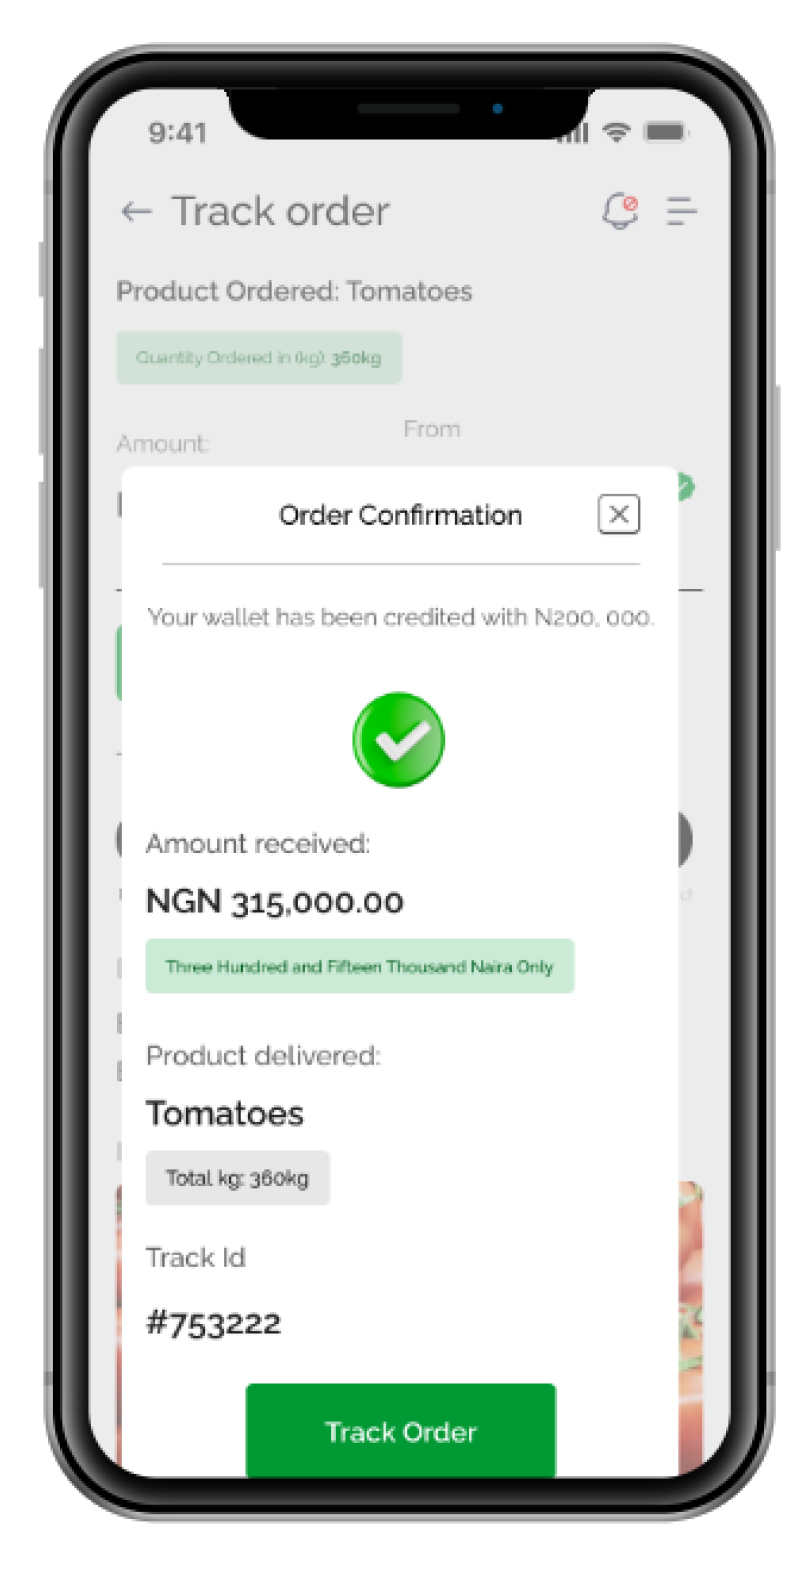 9:41
Track order
Product Ordered: Tomatoes
Quantity Ordered in (kg): 360kg
From
Amount:
Order Confirmation
Your wallet has been credited with N200, 000.
Amount received:
NGN 315,000.00
Three Hundred and Fifteen Thousand Naira Only
Product delivered:
Tomatoes
Total kg: 360kg
Track Id
#753222
Track Order